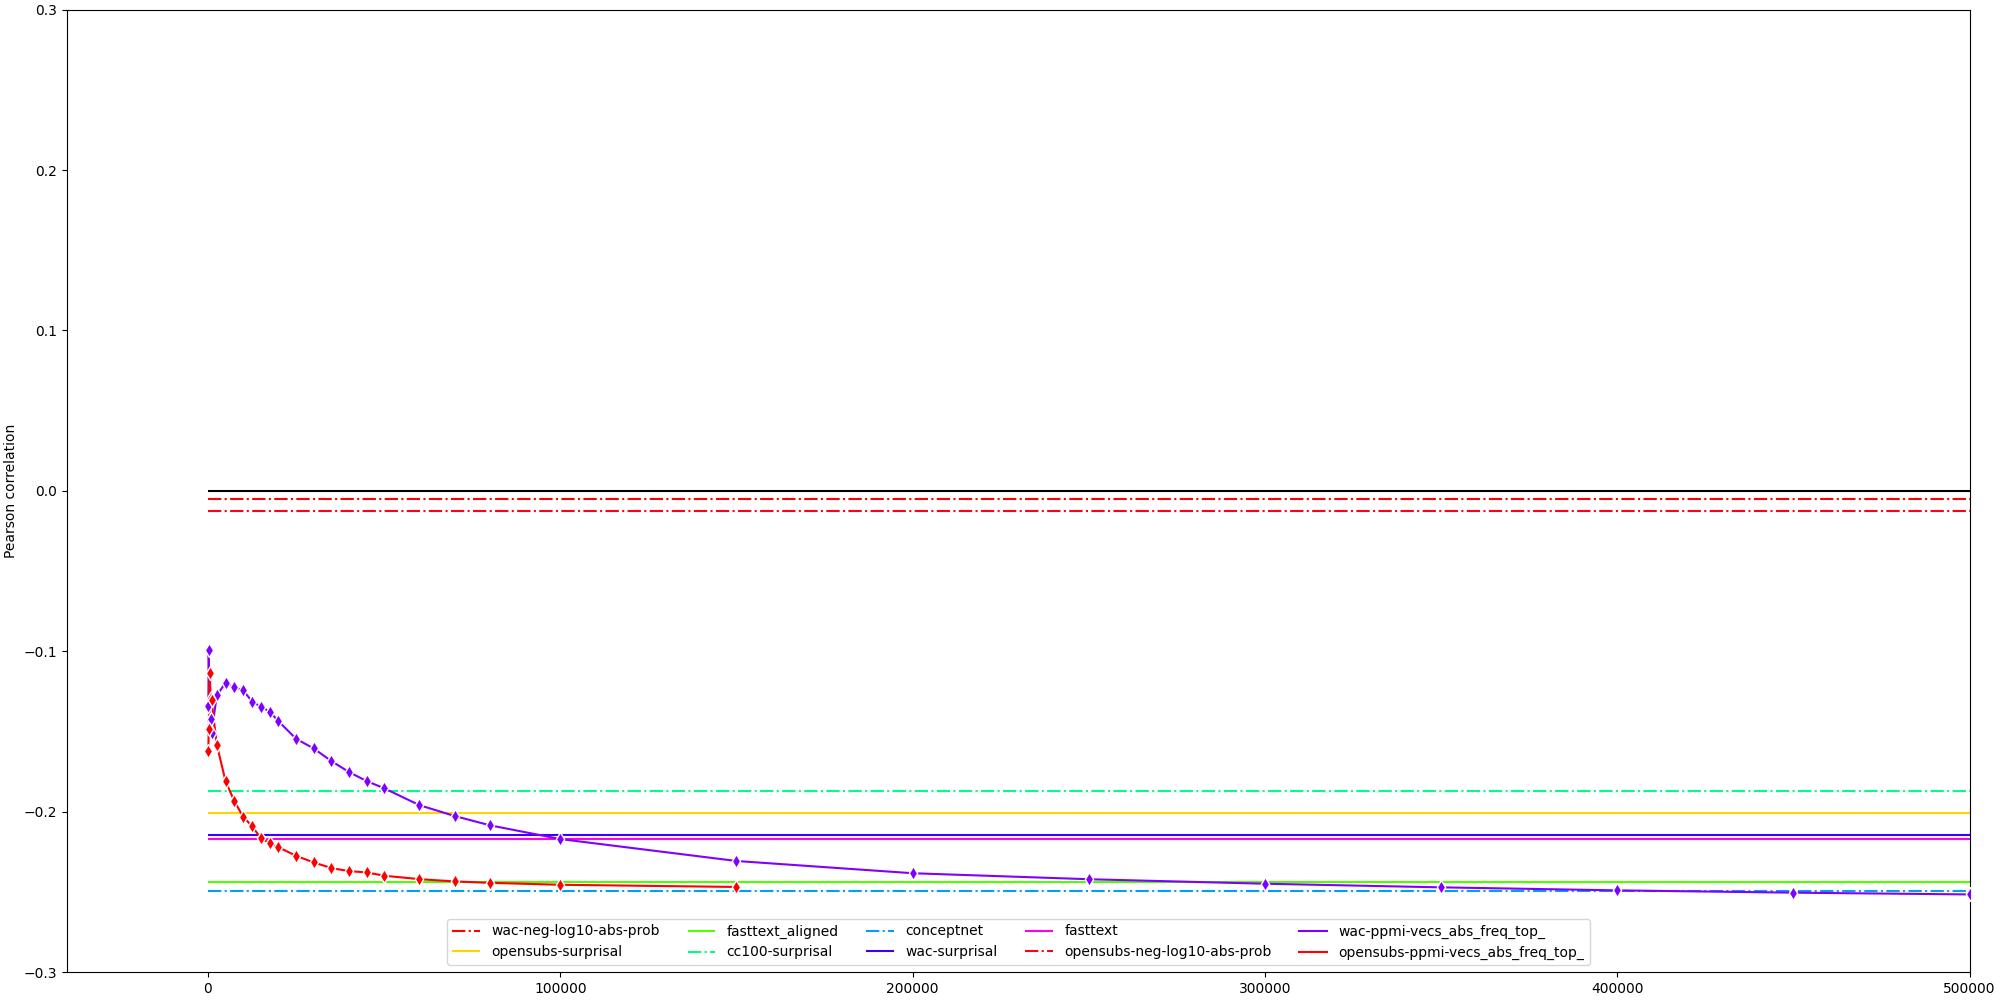 0.3
0.2
0.1
0.0
−0.1
−0.2
−0.3
Pearson correlation
wac-neg-log10-abs-prob fasttext_aligned conceptnet fasttext wac-ppmi-vecs_abs_freq_top_
opensubs-surprisal cc100-surprisal wac-surprisal opensubs-neg-log10-abs-prob opensubs-ppmi-vecs_abs_freq_top_
0 100000 200000 300000 400000 500000